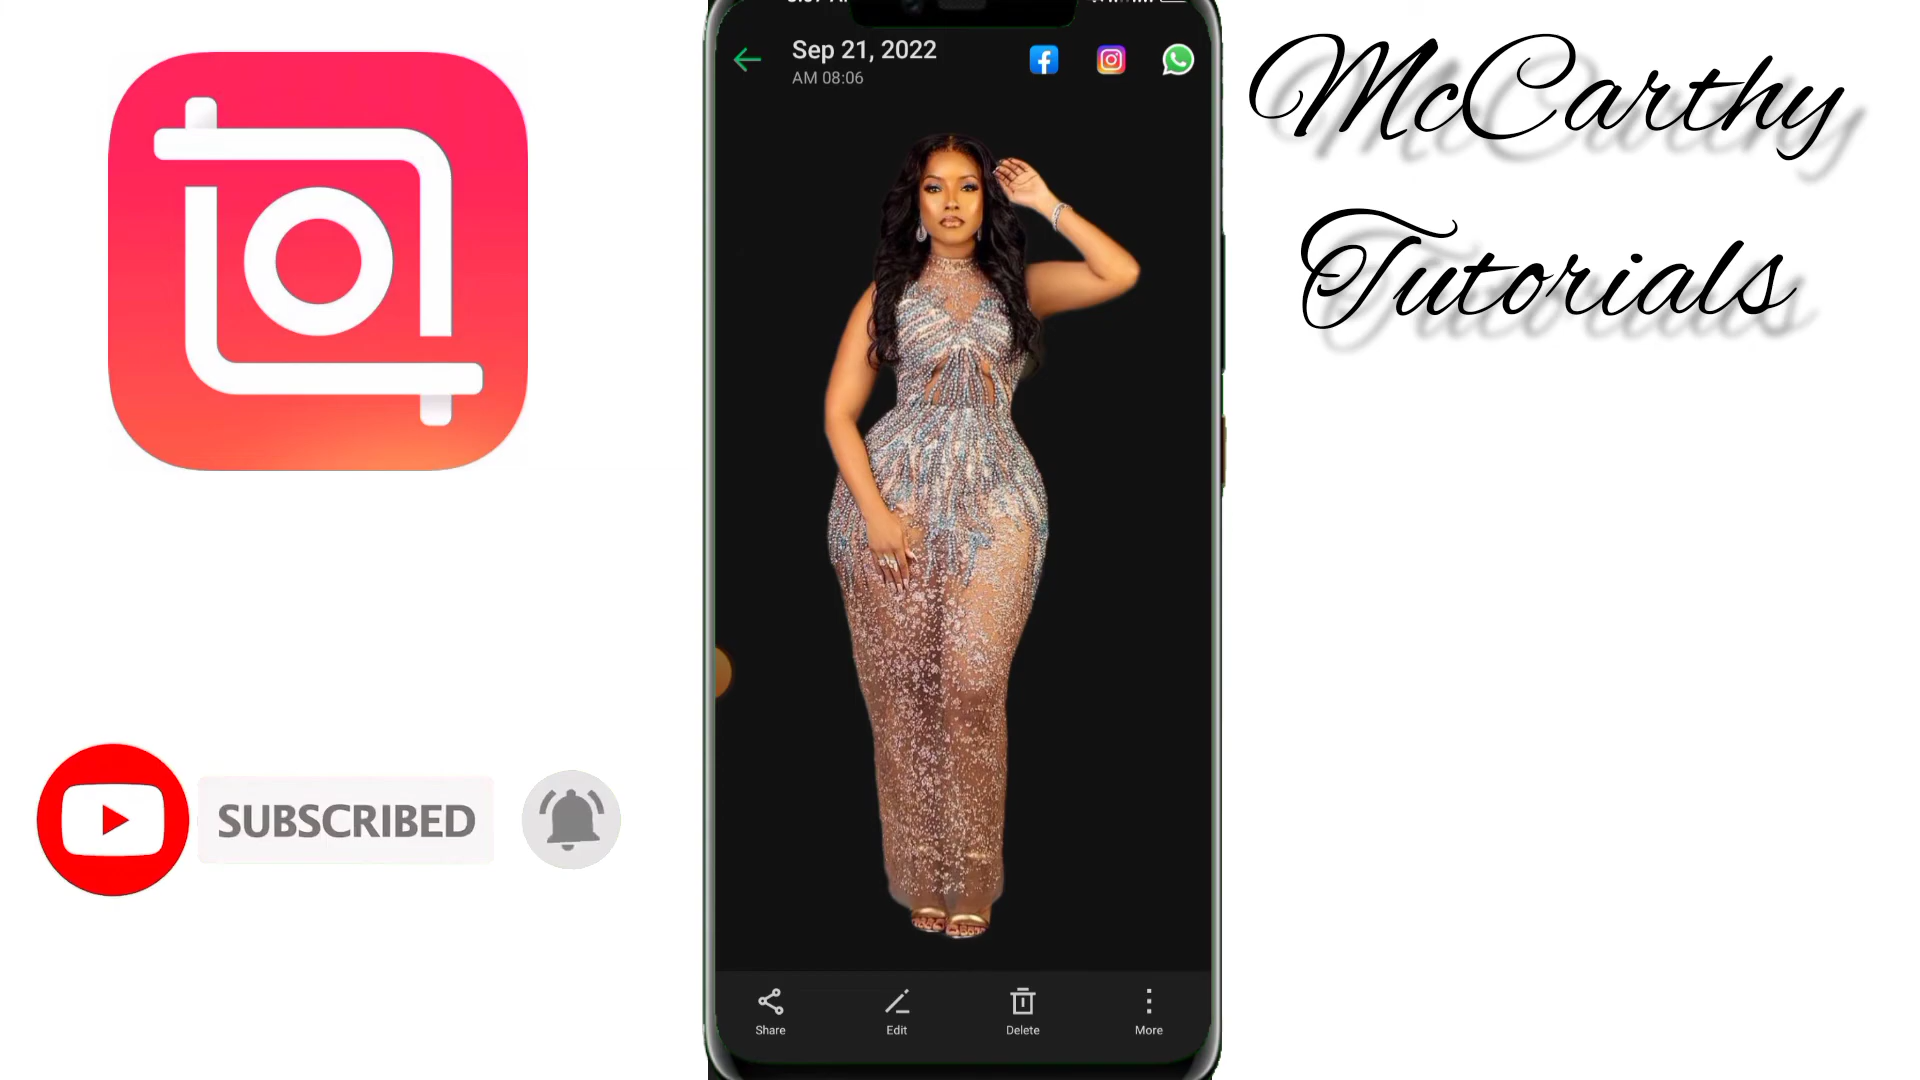 Sep 21, 2022
AM 08:06
McCarthy
Tutorials
SUBSCRIBED
Share
Edit
Delete
More